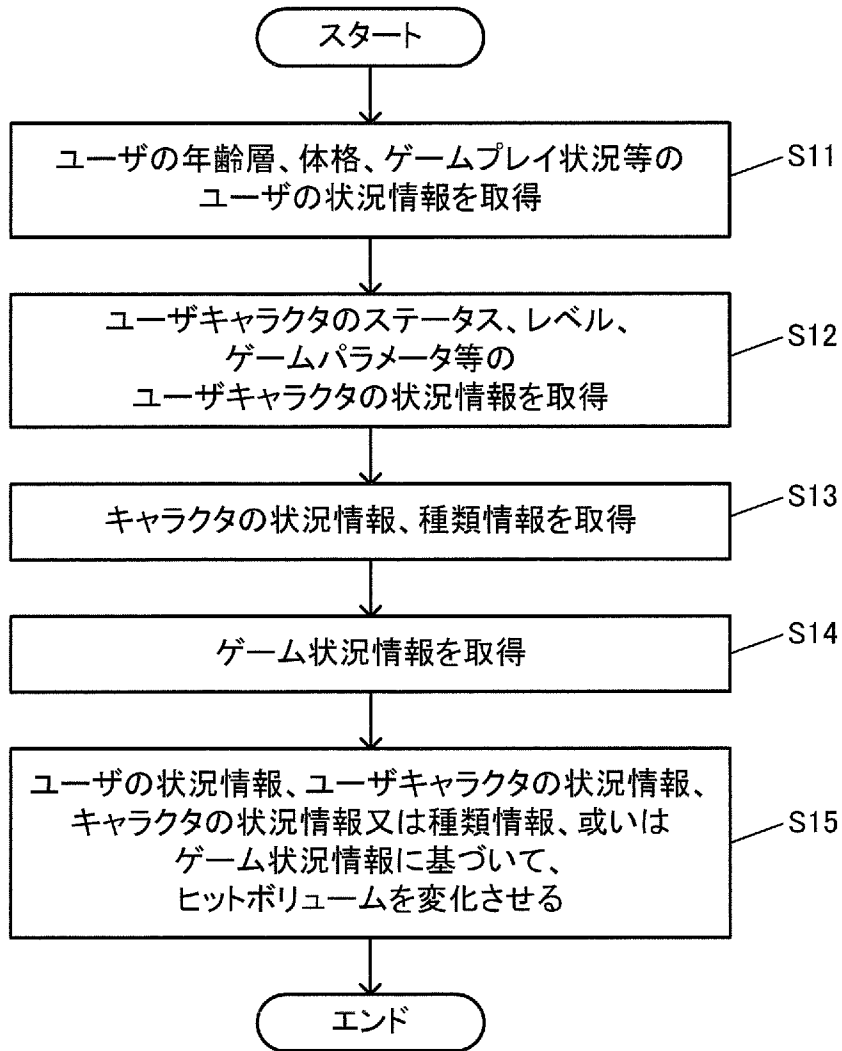 スタート
ユーザの年齢層、体格、ゲームプレイ状況等の
ユーザの状況情報を取得
S11
ユーザキャラクタのステータス、レベル、
ゲームパラメータ等の
ユーザキャラクタの状況情報を取得
S12
キャラクタの状況情報、種類情報を取得
S13
ゲーム状況情報を取得
S14
ユーザの状況情報、ユーザキャラクタの状況情報、
キャラクタの状況情報又は種類情報、或いは
ゲーム状況情報に基づいて、
ヒットボリュームを変化させる
S15
エンド